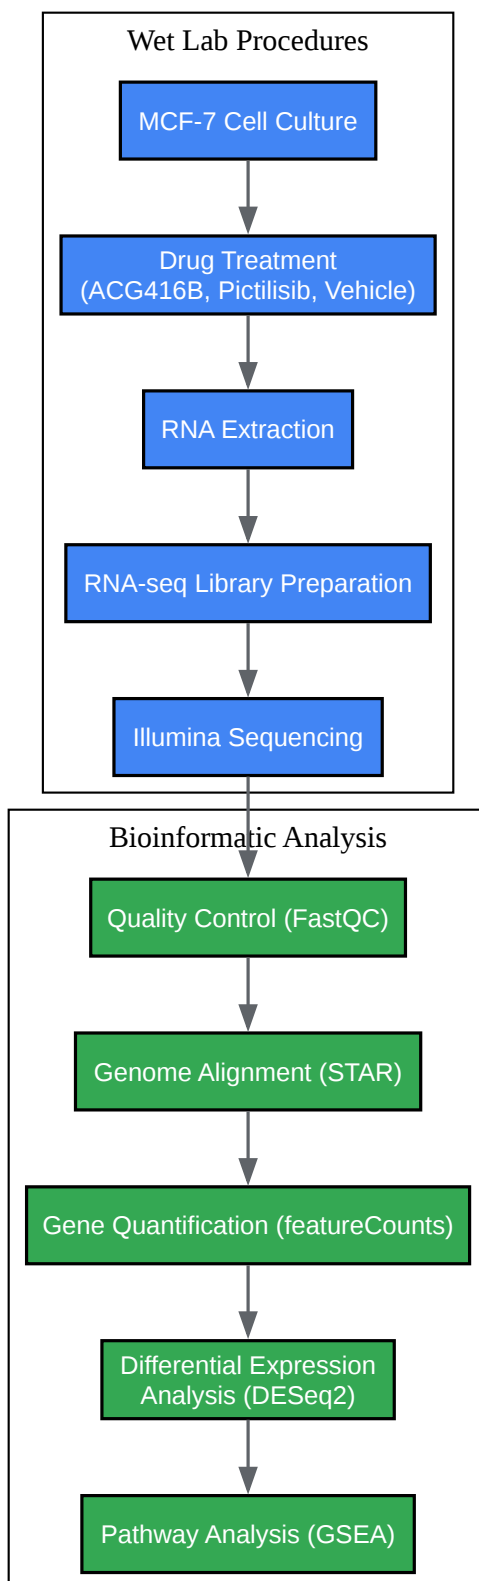 Wet Lab Procedures
MCF-7 Cell Culture
Drug Treatment
(ACG416B, Pictilisib, Vehicle)
RNA Extraction
RNA-seq Library Preparation
Illumina Sequencing
Bioinformatic Analysis
Quality Control (FastQC)
Genome Alignment (STAR)
Gene Quantification (featureCounts)
Differential Expression
Analysis (DESeq2)
Pathway Analysis (GSEA)